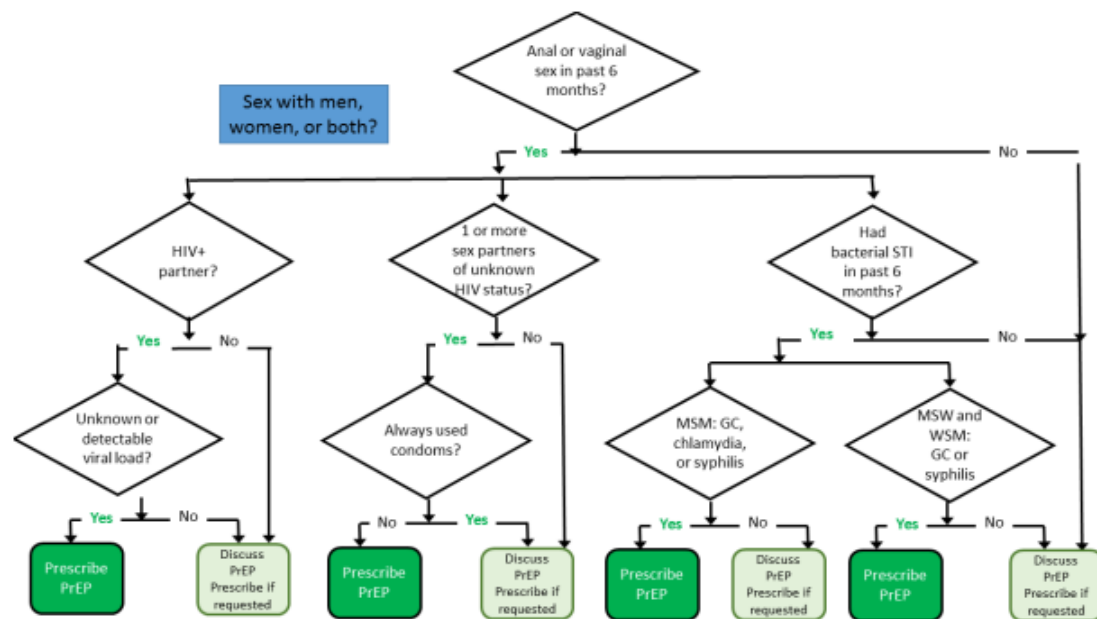 Anal or vaginal
sex in past 6
months?
Sex with men,
women, or both?
Yes
No
HIV+
partner?
1 or more
sex partners
of unknown
HIV status?
Had
bacterial STI
in past 6
months?
Yes
No
Yes
No
Yes
No
Unknown or
detectable
viral load?
Always used
condoms?
MSM: GC,
chlamydia,
or syphilis
MSW and
WSM:
GC or
syphilis
Yes
No
No
Yes
Yes
No
Yes
No
Prescribe
PrEP
Discuss
PrEP
Prescribe if
requested
Prescribe
PrEP
Discuss
PrEP
Prescribe if
requested
Prescribe
PrEP
Discuss
PrEP
Prescribe if
requested
Prescribe
PrEP
Discuss
PrEP
Prescribe if
requested